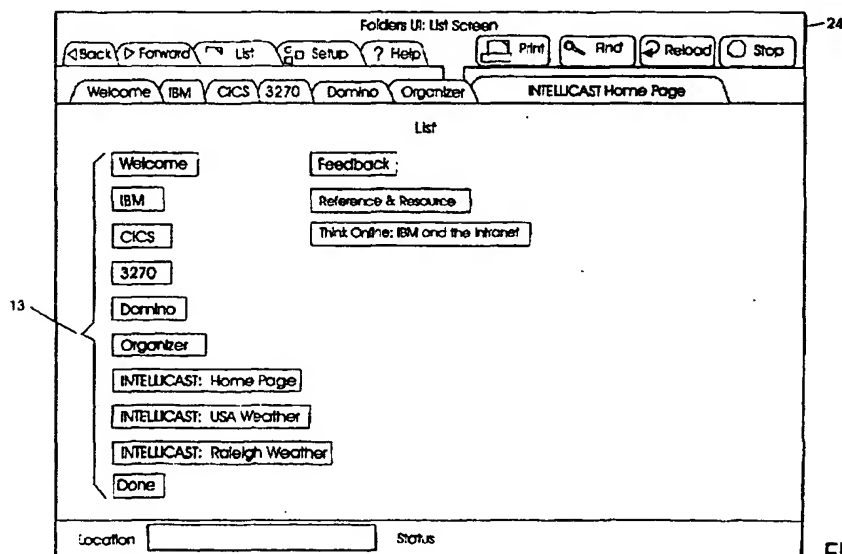 Folders UI: List Screen
24
Back Forward List Setup ? Help Print Find Reload Stop
Welcome IBM CICS 3270 Domino Organizer INTELLICAST Home Page
List
Welcome Feedback
IBM Reference & Resource
CICS Think Online: IBM and the Intranet
3270
13
Domino
Organizer
INTELLICAST: Home Page
INTELLICAST: USA Weather
INTELLICAST: Raleigh Weather
Done
Location Status